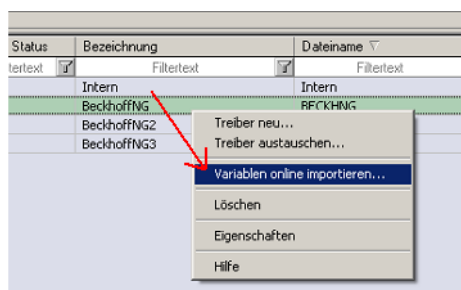 Status Bezeichnung Dateiname
tertext Filtertext Filtertext
Intern Intern
BeckhoffNG BECKHNG
BeckhoffNG2
BeckhoffNG3
Treiber neu...
Treiber austauschen...
Variablen online importieren...
Löschen
Eigenschaften
Hilfe